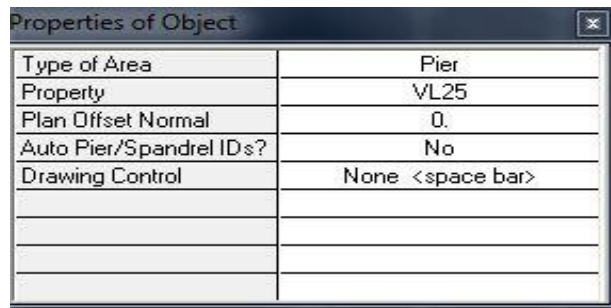 Properties of Object
Type of Area Pier
Property VL25
Plan Offset Normal 0.
Auto Pier/Spandrel IDs? No
Drawing Control None <space bar>